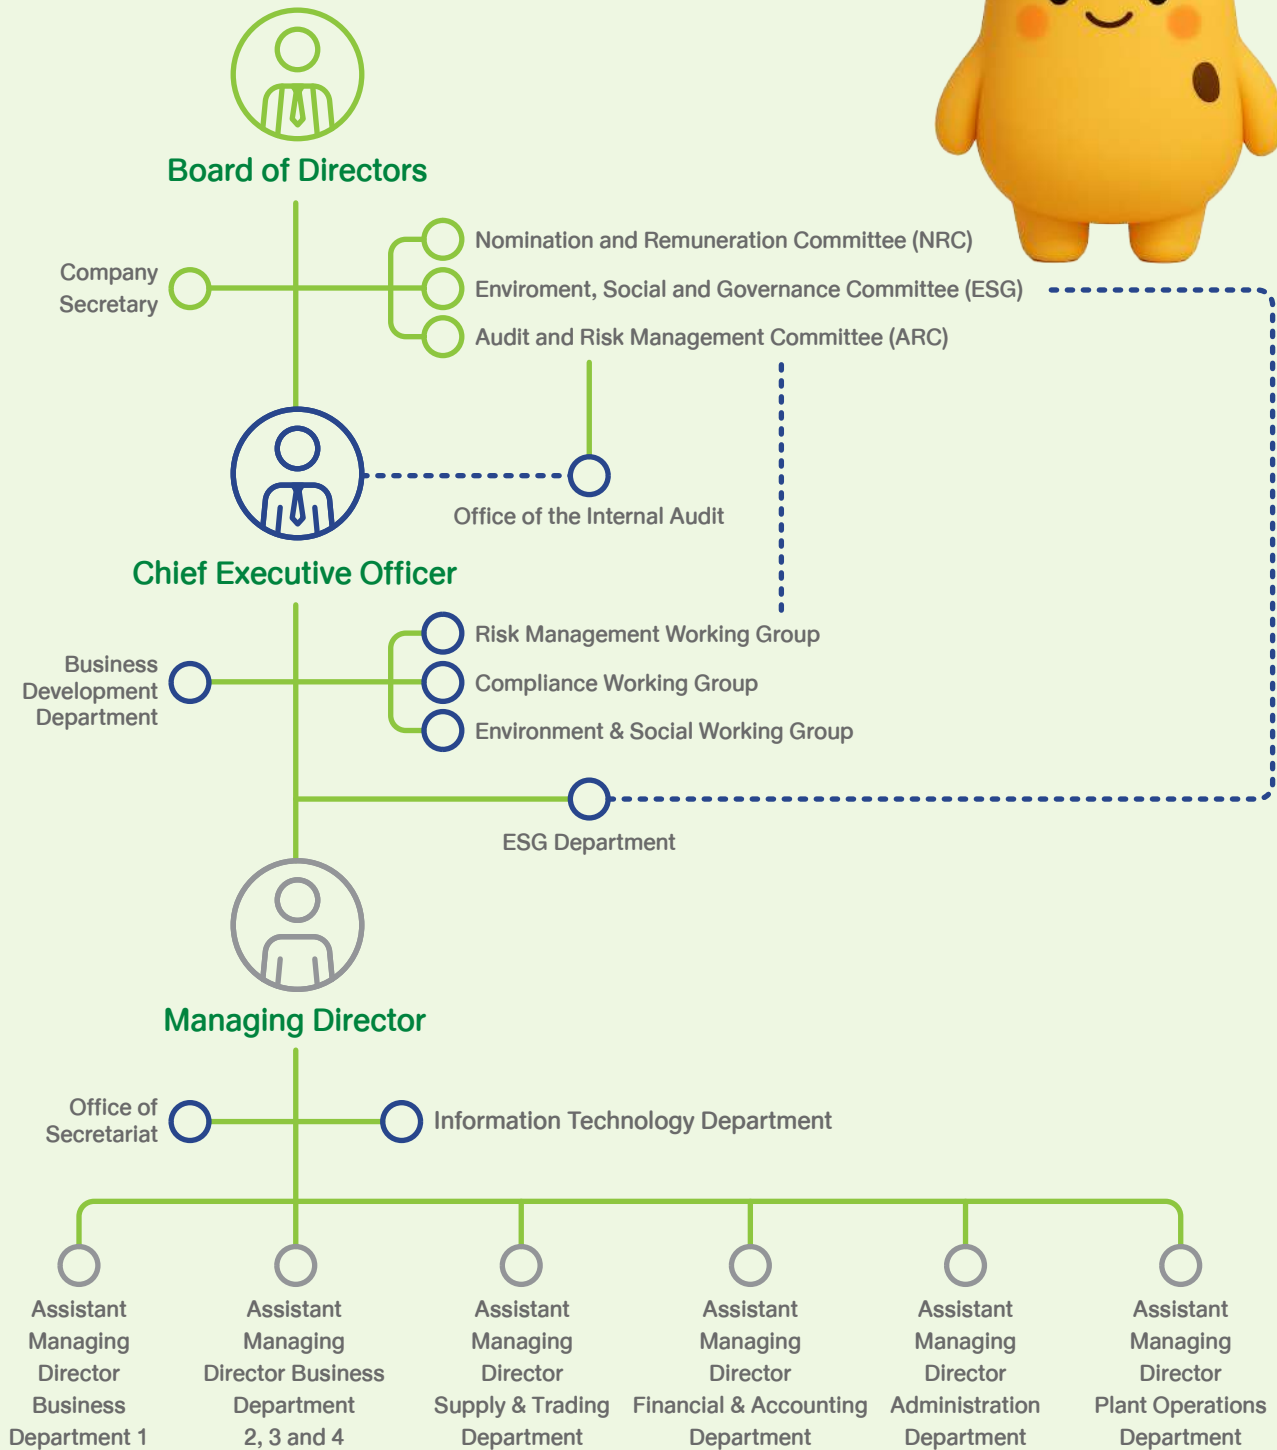 Board of Directors
Company
Secretary
Nomination and Remuneration Committee (NRC)
Enviroment, Social and Governance Committee (ESG)
Audit and Risk Management Committee (ARC)
Office of the Internal Audit
Chief Executive Officer
Business
Development
Department
Risk Management Working Group
Compliance Working Group
Environment & Social Working Group
ESG Department
Managing Director
Office of
Secretariat
Information Technology Department
Assistant
Managing
Director
Business
Department 1
Assistant
Managing
Director Business
Department
2, 3 and 4
Assistant
Managing
Director
Supply & Trading
Department
Assistant
Managing
Director
Financial & Accounting
Department
Assistant
Managing
Director
Administration
Department
Assistant
Managing
Director
Plant Operations
Department